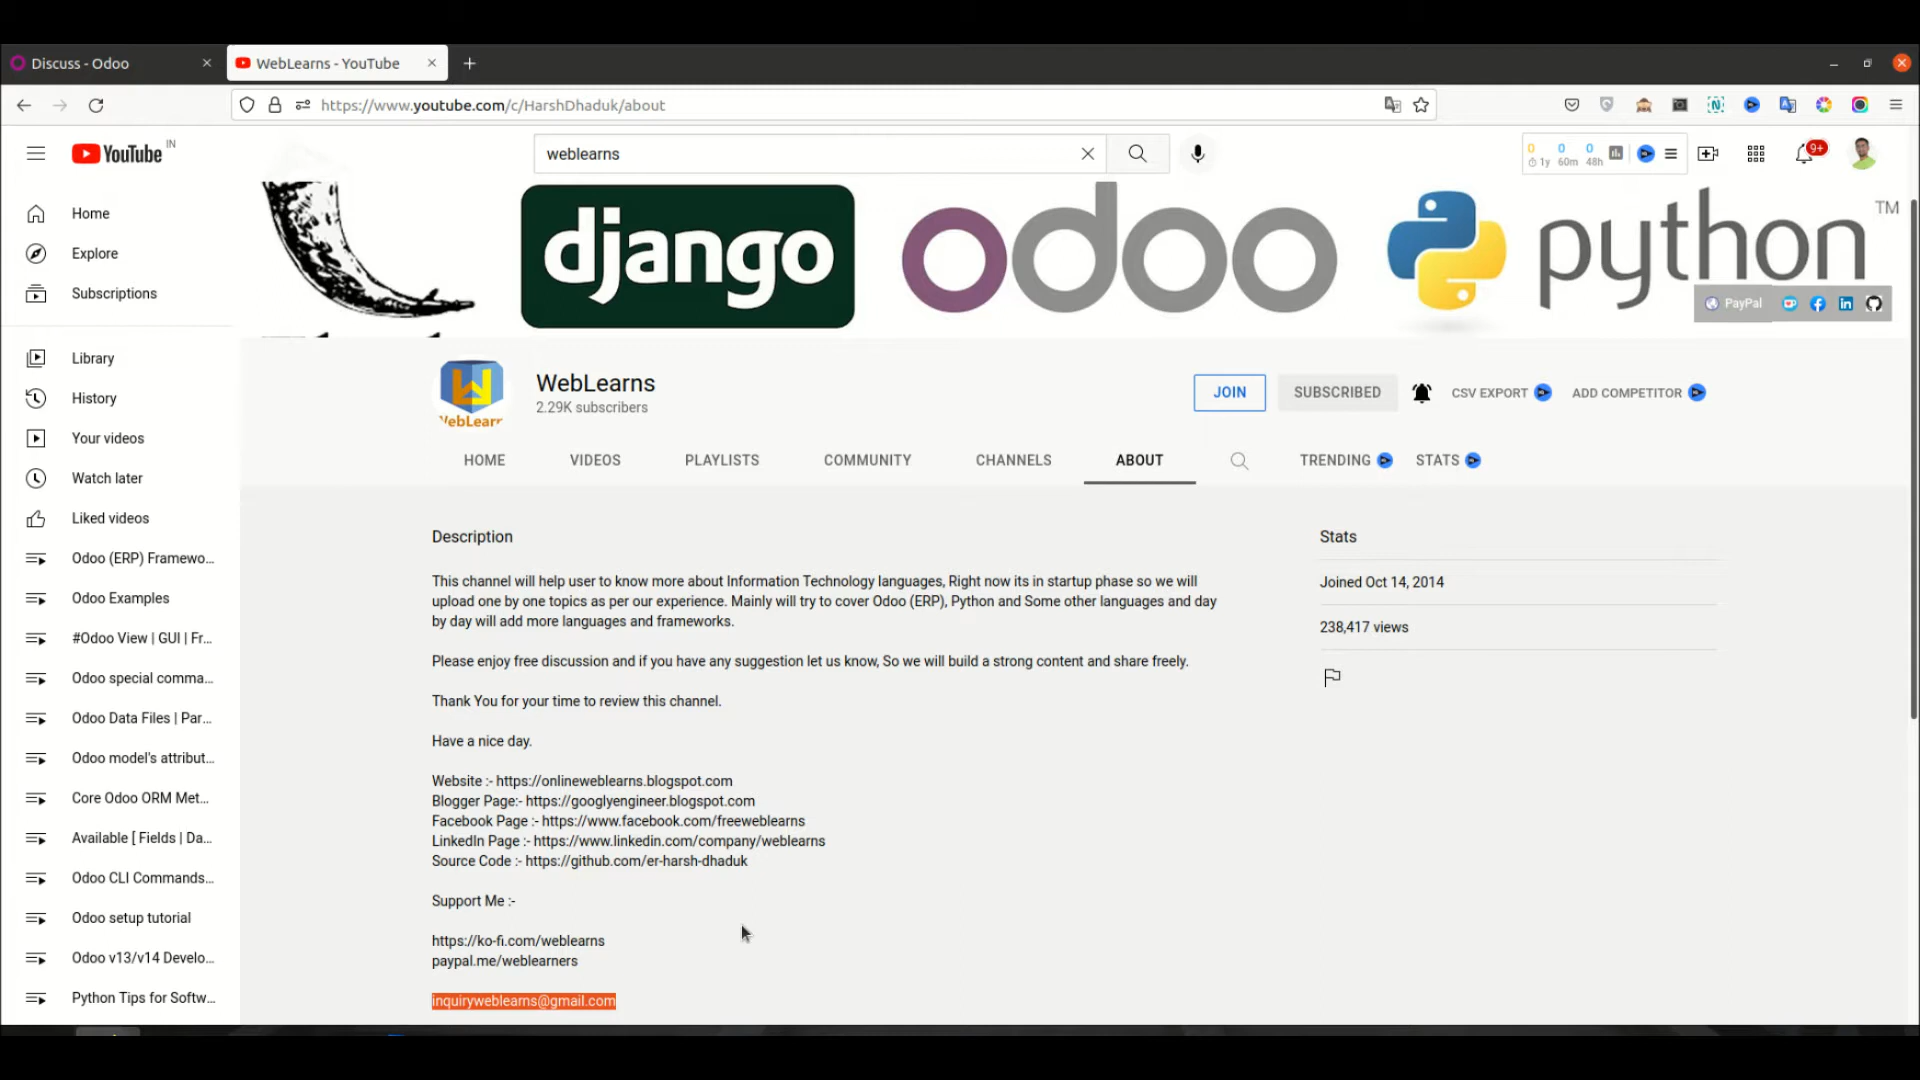 Discuss - Odoo
WebLearns - YouTube
https://www.youtube.com/c/HarshDhaduk/about
YouTube IN
weblearns
0 0 0
1y 60m 48h
9+
Home
Explore
Subscriptions
Library
History
Your videos
Watch later
Liked videos
Odoo (ERP) Framewo...
Odoo Examples
#Odoo View | GUI | Fr...
Odoo special comma...
Odoo Data Files | Par...
Odoo model's attribut...
Core Odoo ORM Met...
Available [ Fields | Da...
Odoo CLI Commands...
Odoo setup tutorial
Odoo v13/v14 Develo...
Python Tips for Softw...
django
odoo
python TM
PayPal
WebLearns
2.29K subscribers
JOIN
SUBSCRIBED
CSV EXPORT
ADD COMPETITOR
HOME
VIDEOS
PLAYLISTS
COMMUNITY
CHANNELS
ABOUT
TRENDING
STATS
Description
This channel will help user to know more about Information Technology languages, Right now its in startup phase so we will
upload one by one topics as per our experience. Mainly will try to cover Odoo (ERP), Python and Some other languages and day
by day will add more languages and frameworks.
Please enjoy free discussion and if you have any suggestion let us know, So we will build a strong content and share freely.
Thank You for your time to review this channel.
Have a nice day.
Website :- https://onlineweblearns.blogspot.com
Blogger Page:- https://googlyengineer.blogspot.com
Facebook Page :- https://www.facebook.com/freeweblearns
LinkedIn Page :- https://www.linkedin.com/company/weblearns
Source Code :- https://github.com/er-harsh-dhaduk
Support Me :-
https://ko-fi.com/weblearns
paypal.me/weblearners
inquiryweblearns@gmail.com
Stats
Joined Oct 14, 2014
238,417 views